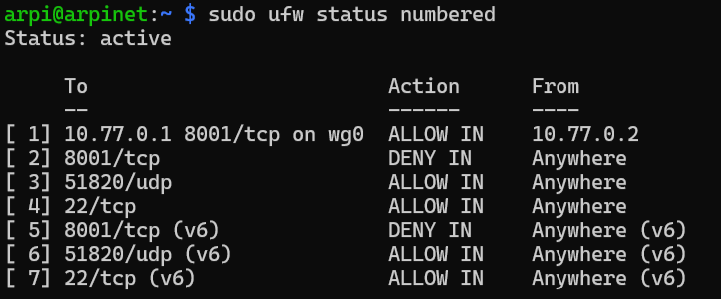 arpi@arpinet:~ $ sudo ufw status numbered
Status: active

     To                         Action      From
     --                         ------      ----
[ 1] 10.77.0.1 8001/tcp on wg0  ALLOW IN    10.77.0.2
[ 2] 8001/tcp                   DENY IN     Anywhere
[ 3] 51820/udp                  ALLOW IN    Anywhere
[ 4] 22/tcp                     ALLOW IN    Anywhere
[ 5] 8001/tcp (v6)              DENY IN     Anywhere (v6)
[ 6] 51820/udp (v6)             ALLOW IN    Anywhere (v6)
[ 7] 22/tcp (v6)                ALLOW IN    Anywhere (v6)